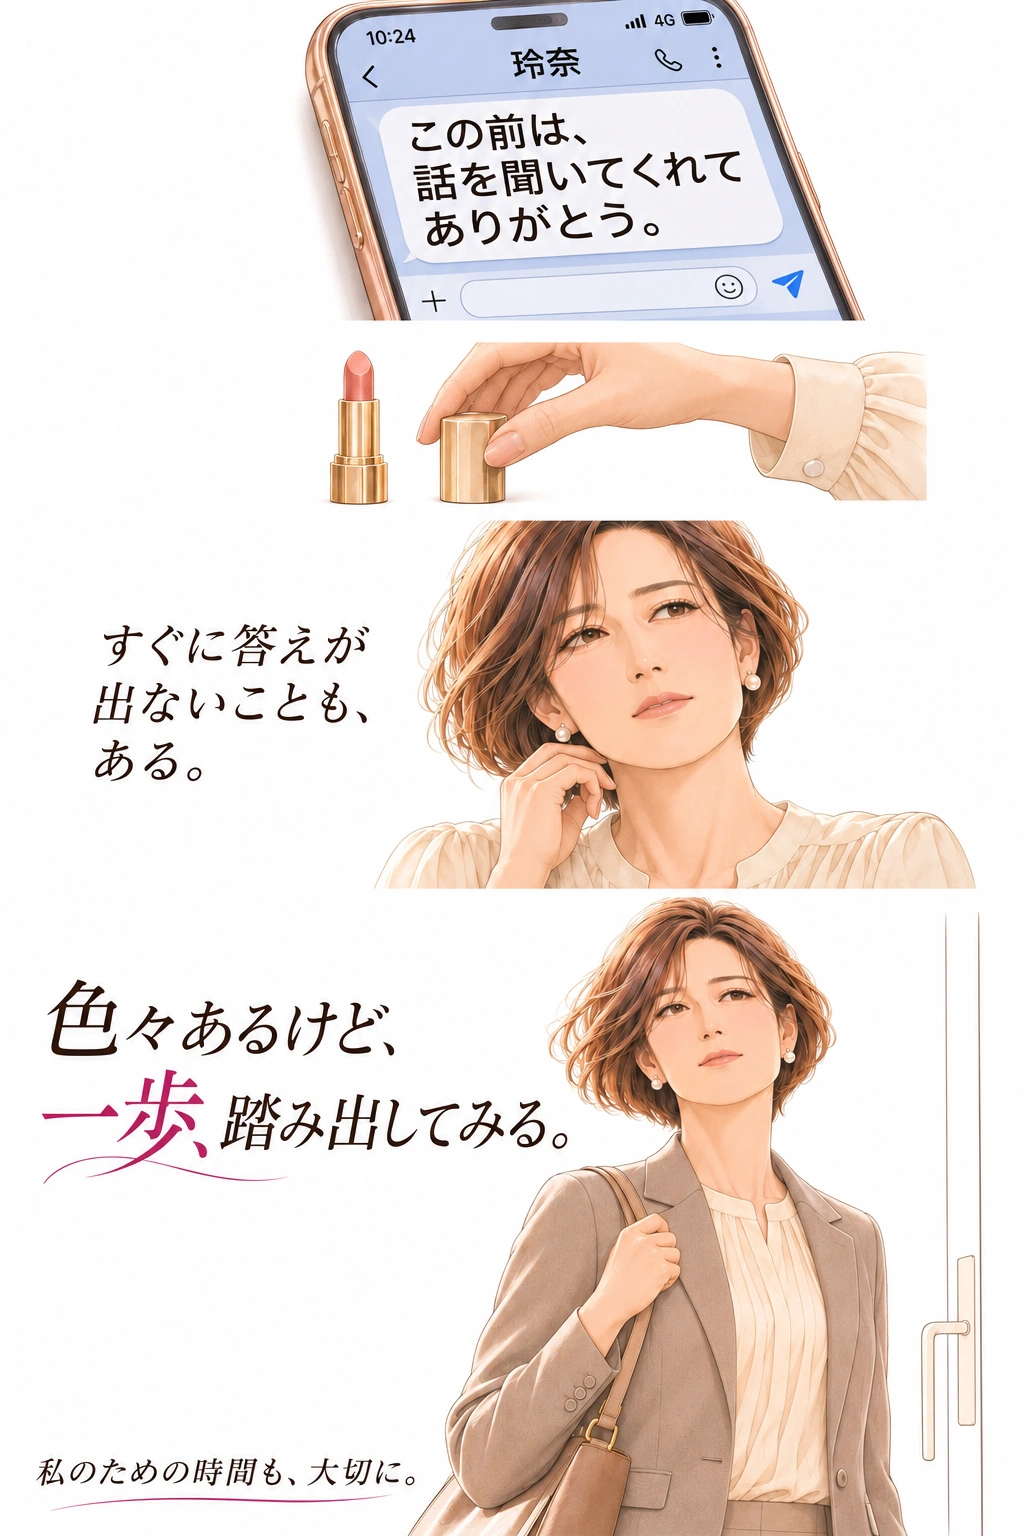 10:24
4G
玲奈
この前は、
話を聞いてくれて
ありがとう。
すぐに答えが
出ないことも、
ある。
色々あるけど、
一歩、踏み出してみる。
私のための時間も、大切に。